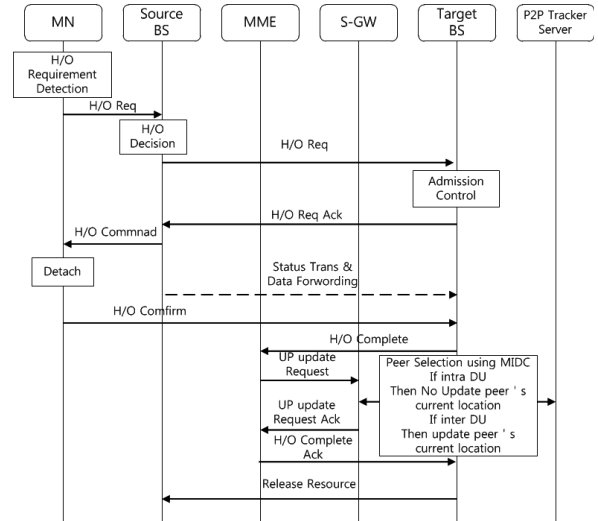 MN
Source
BS
MME
S-GW
Target
BS
P2P Tracker
Server
H/O
Requirement
Detection
H/O Req
H/O
Decision
H/O Req
Admission
Control
H/O Req Ack
H/O Commnad
Detach
Status Trans &
Data Forwording
H/O Comfirm
H/O Complete
UP update
Request
Peer Selection using MIDC
If intra DU
Then No Update peer ' s
current location
If inter DU
Then update peer ' s
current location
UP update
Request Ack
H/O Complete
Ack
Release Resource